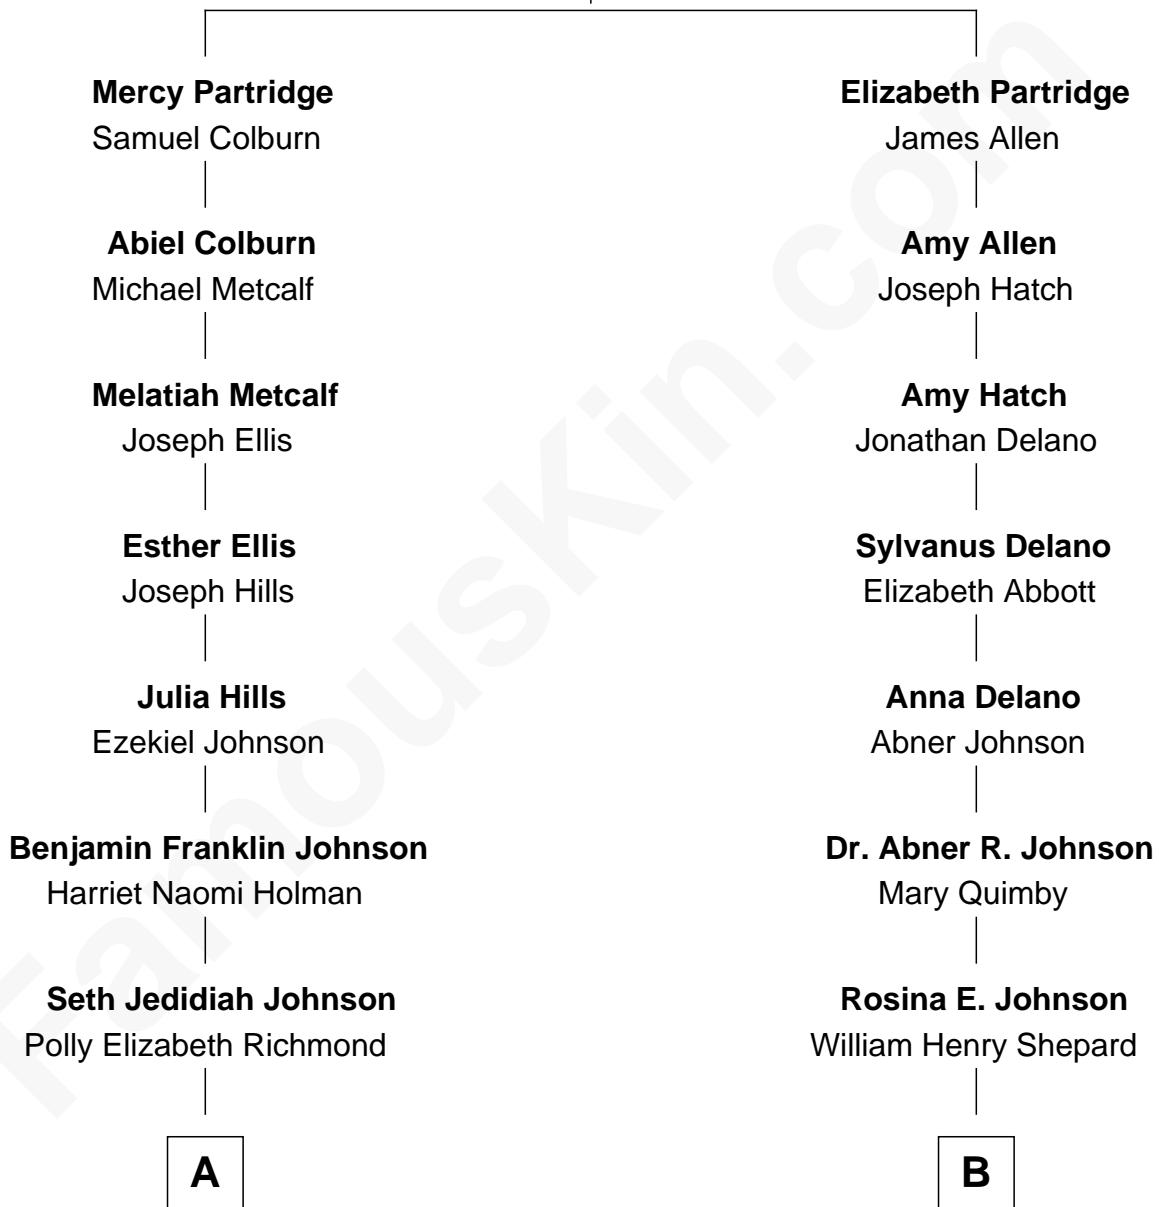 Mercy Partridge
Samuel Colburn
Abiel Colburn
Michael Metcalf
Melatiah Metcalf
Joseph Ellis
Esther Ellis
Joseph Hills
Julia Hills
Ezekiel Johnson
Benjamin Franklin Johnson
Harriet Naomi Holman
Seth Jedidiah Johnson
Polly Elizabeth Richmond
A
Elizabeth Partridge
James Allen
Amy Allen
Joseph Hatch
Amy Hatch
Jonathan Delano
Sylvanus Delano
Elizabeth Abbott
Anna Delano
Abner Johnson
Dr. Abner R. Johnson
Mary Quimby
Rosina E. Johnson
William Henry Shepard
B
FamousKin.com